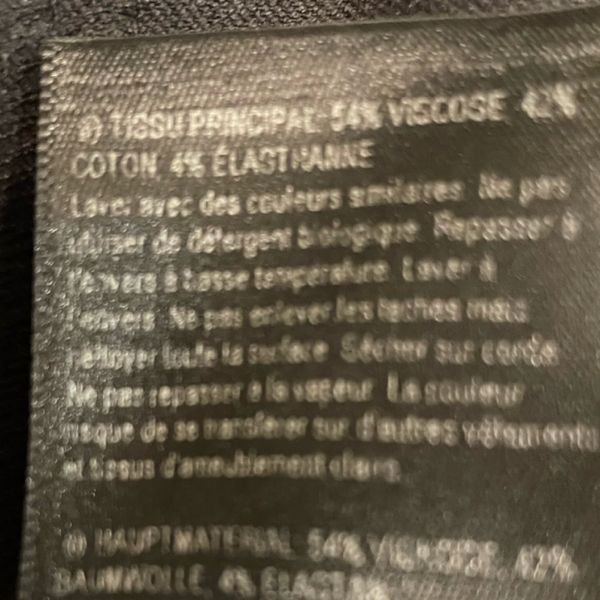 TISSU PRINCIPAL 54% VISCOSE 42%
COTON 4% ÉLASTHANNE
Laver avec des couleurs similaires. Ne pas
utiliser de détergent biologique. Repasser à
l'envers à basse température. Laver à
l'envers. Ne pas enlever les taches mais
nettoyer toute la surface. Sécher sur corde.
Ne pas repasser à la vapeur. La couleur
risque de se transférer sur d'autres vêtements
et tissus d'ameublement clairs.
HAUPTMATERIAL 54% VISKOSE, 42%
BAUMWOLLE, 4%